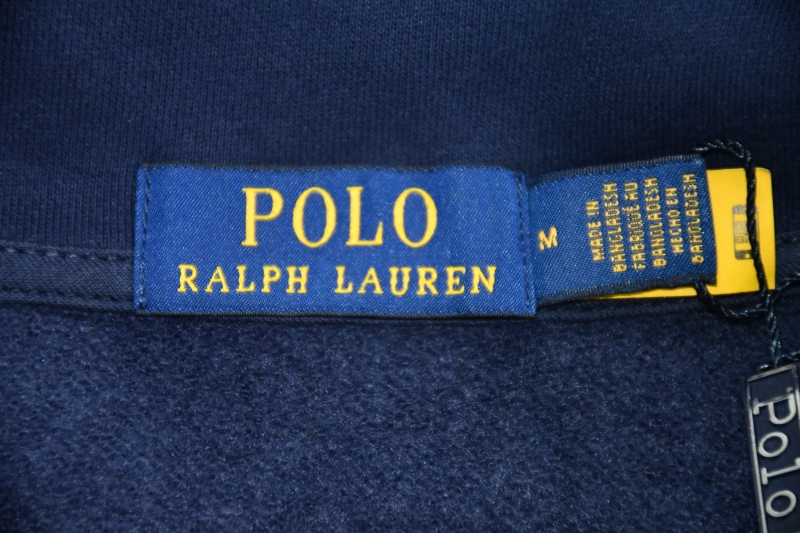 POLO
RALPH LAUREN
M
MADE IN
BANGLADESH
FABRIQUÉ AU
BANGLADESH
HECHO EN
BANGLADESH
Polo